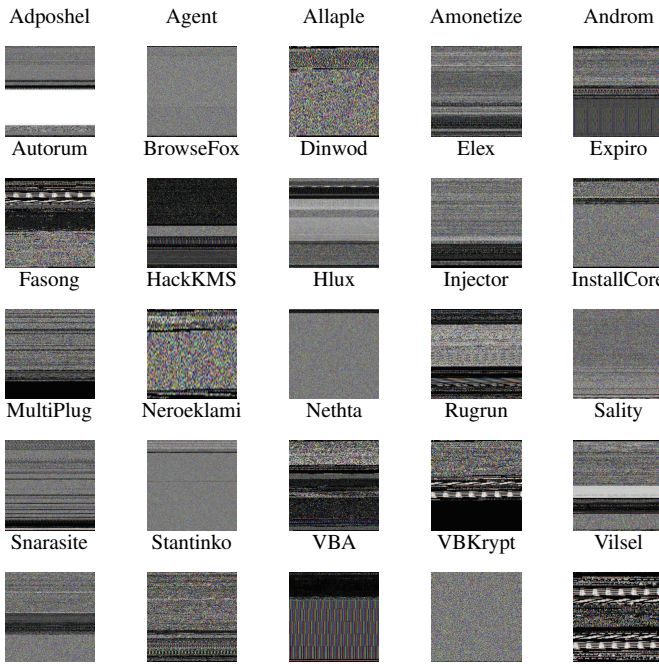 Adposhel Agent Allaple Amonetize Androm
Autorum BrowseFox Dinwod Elex Expiro
Fasong HackKMS Hlux Injector InstallCore
MultiPlug Neroeklami Nethta Rugrun Sality
Snarasite Stantinko VBA VBKrypt Vilsel